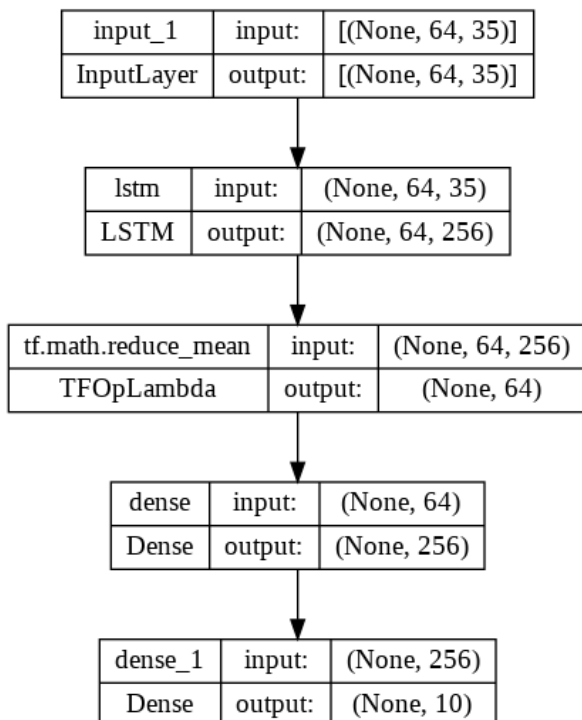 input_1 input: [(None, 64, 35)]
InputLayer output: [(None, 64, 35)]
lstm input: (None, 64, 35)
LSTM output: (None, 64, 256)
tf.math.reduce_mean input: (None, 64, 256)
TFOpLambda output: (None, 64)
dense input: (None, 64)
Dense output: (None, 256)
dense_1 input: (None, 256)
Dense output: (None, 10)